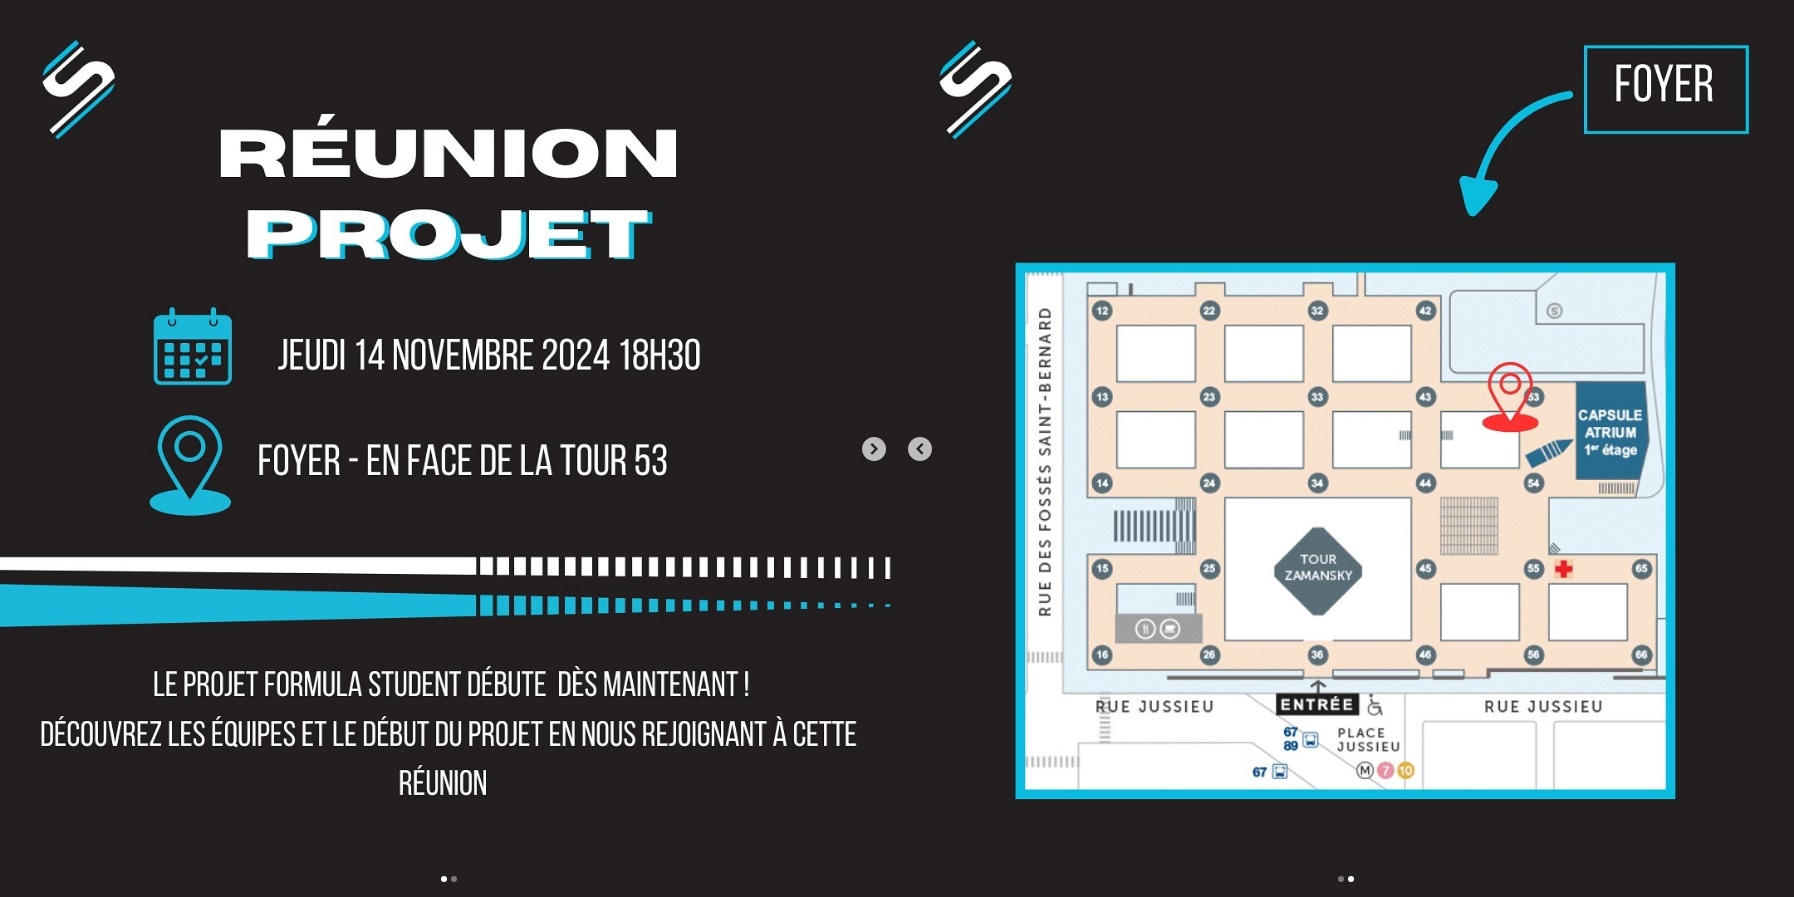 RÉUNION
PROJET
JEUDI 14 NOVEMBRE 2024 18H30
FOYER - EN FACE DE LA TOUR 53
LE PROJET FORMULA STUDENT DÉBUTE  DÈS MAINTENANT !
DÉCOUVREZ LES ÉQUIPES ET LE DÉBUT DU PROJET EN NOUS REJOIGNANT À CETTE
RÉUNION
FOYER
RUE DES FOSSÉS SAINT-BERNARD
12 22 32 42 S
13 23 33 43 53
CAPSULE
ATRIUM
1er étage
14 24 34 44 54
TOUR
ZAMANSKY
15 25 45 55 65
16 26 36 46 56 66
RUE JUSSIEU
ENTRÉE
RUE JUSSIEU
67
89
PLACE
JUSSIEU
67
M 7 10